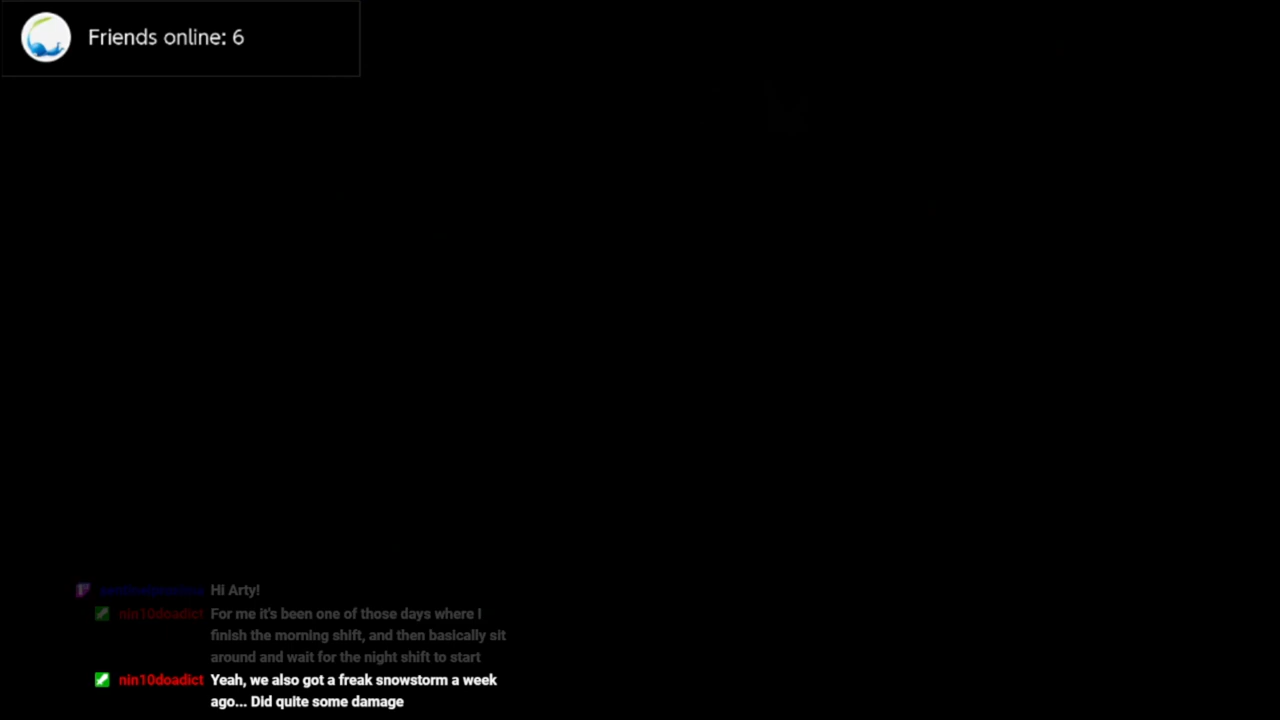 Friends online: 6
Hi Arty!
nin10doadict For me it's been one of those days where I
finish the morning shift, and then basically sit
around and wait for the night shift to start
nin10doadict Yeah, we also got a freak snowstorm a week
ago... Did quite some damage